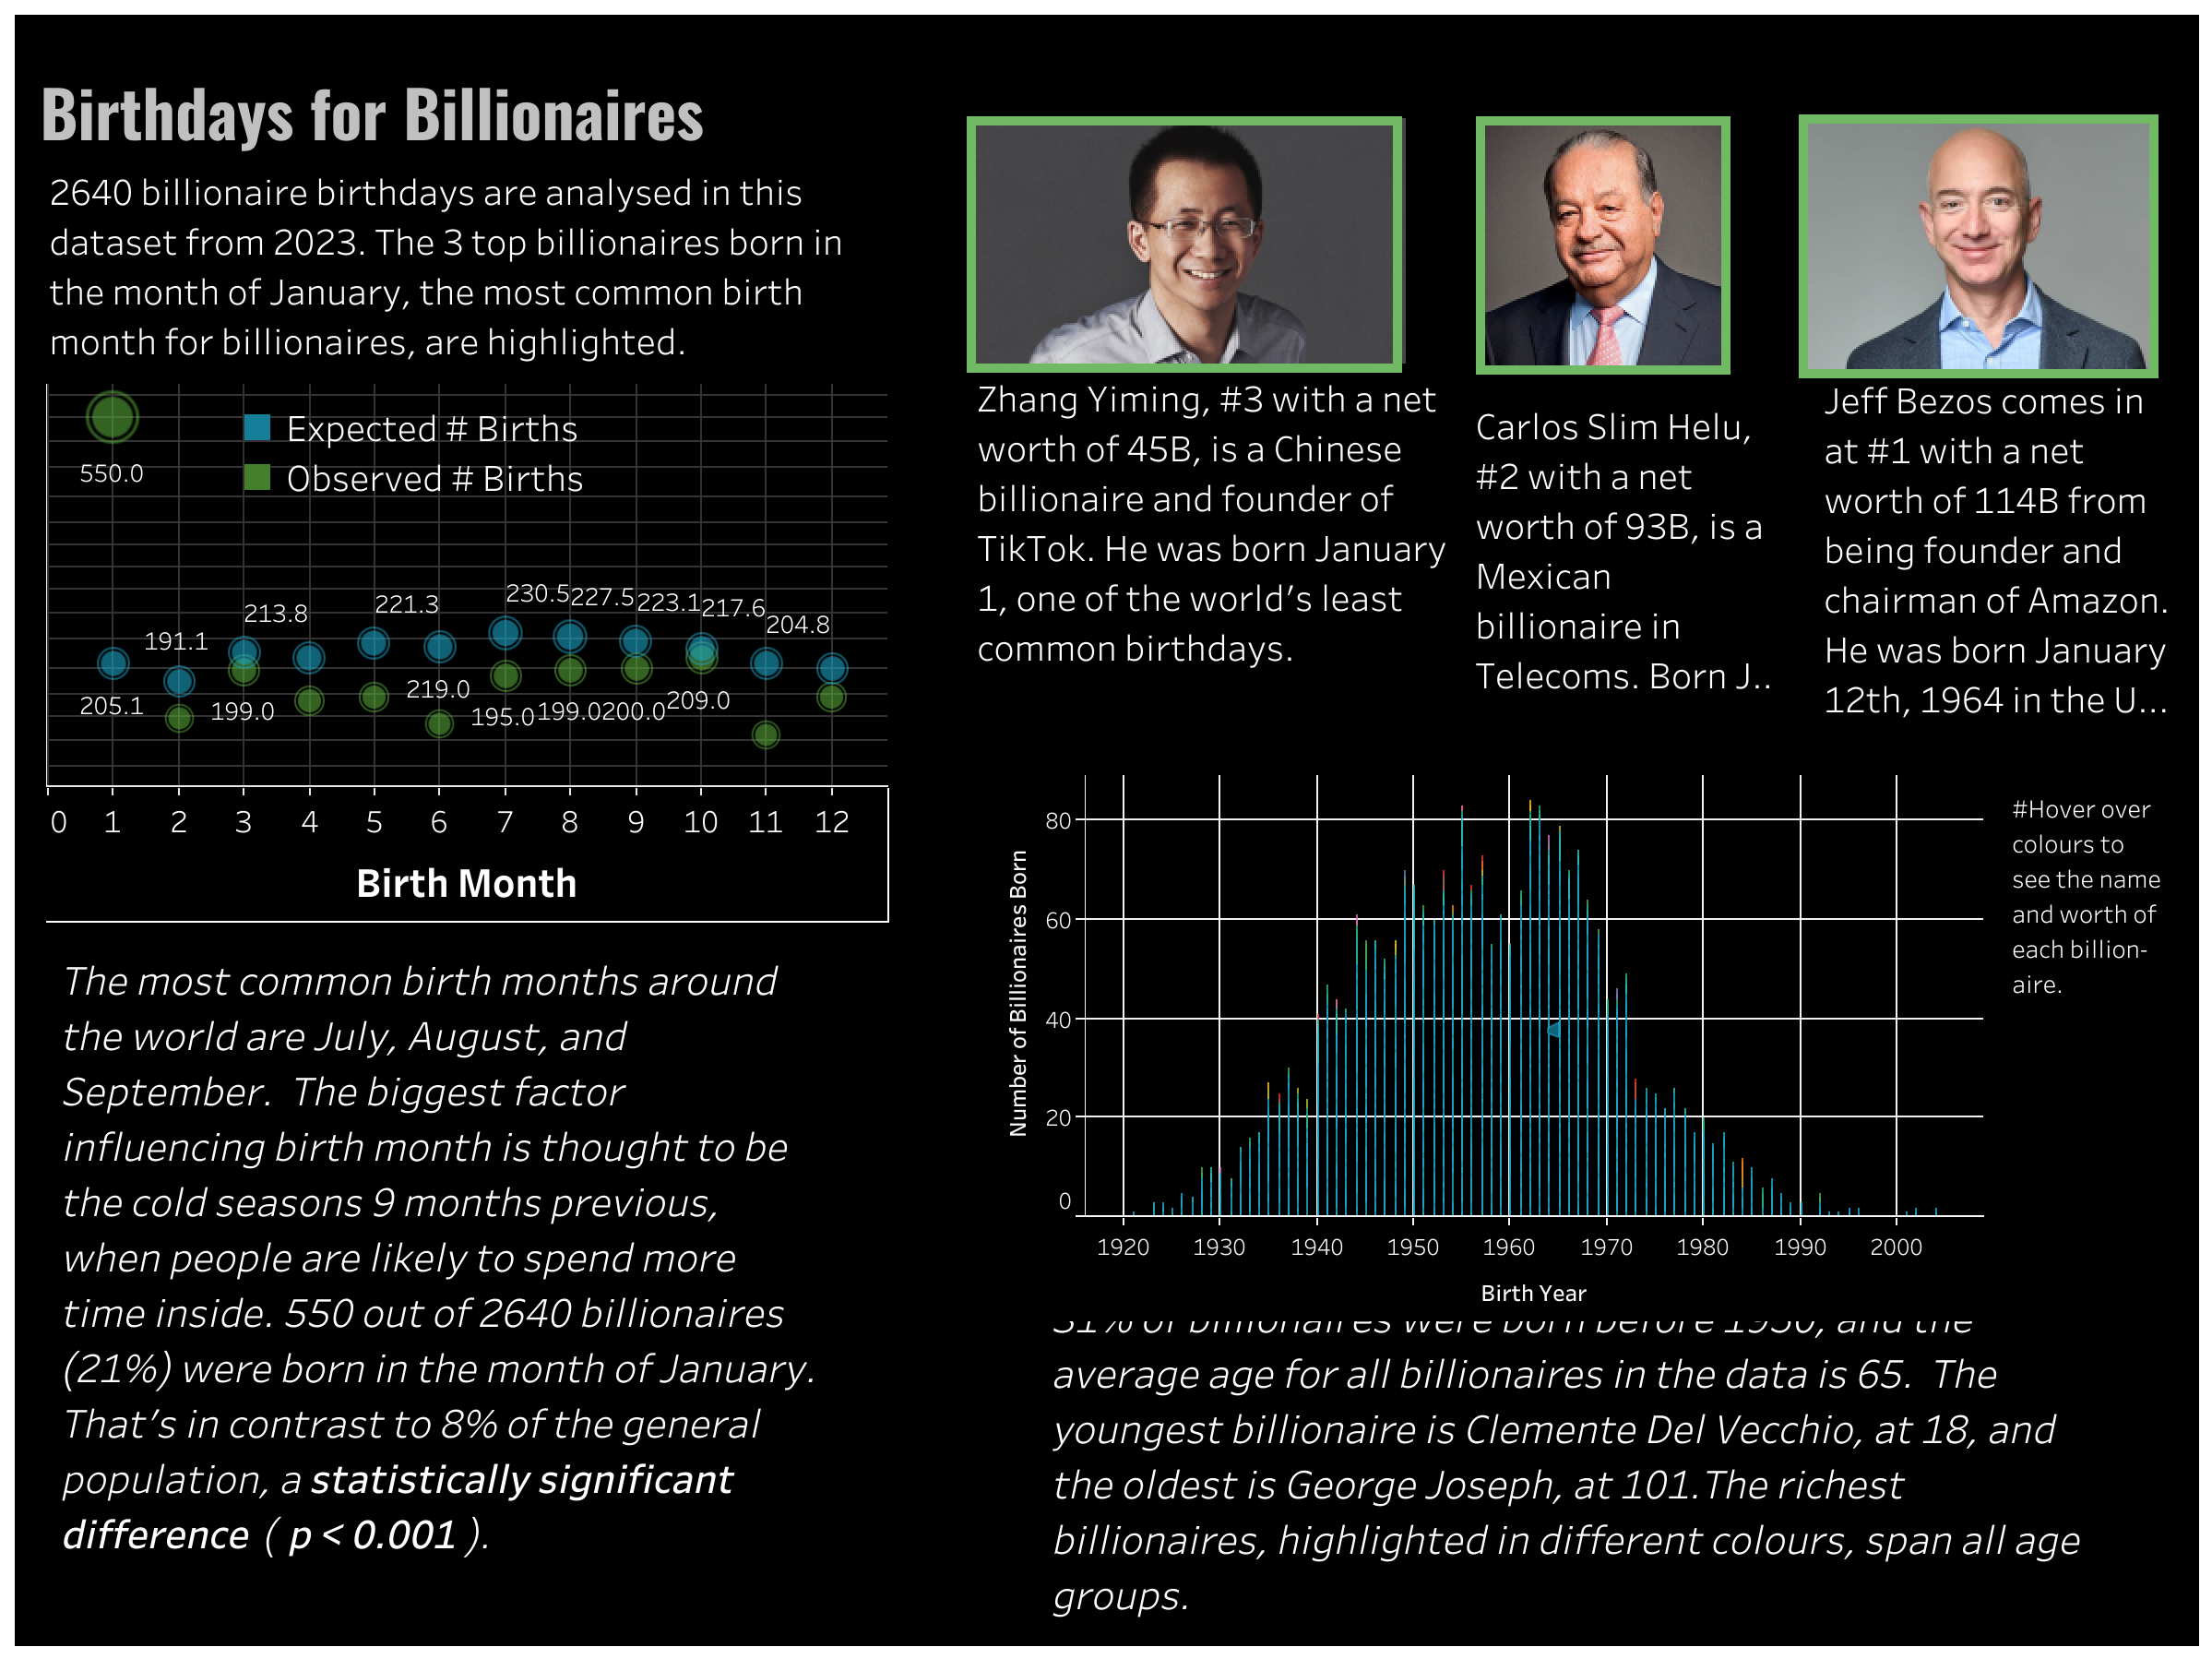 Birthdays for Billionaires
2640 billionaire birthdays are analysed in this
dataset from 2023. The 3 top billionaires born in
the month of January, the most common birth
month for billionaires, are highlighted.
Expected # Births
Observed # Births
550.0
191.1
213.8
221.3
230.5
227.5
223.1
217.6
204.8
205.1
199.0
219.0
195.0
199.0
200.0
209.0
0 1 2 3 4 5 6 7 8 9 10 11 12
Birth Month
The most common birth months around
the world are July, August, and
September.  The biggest factor
influencing birth month is thought to be
the cold seasons 9 months previous,
when people are likely to spend more
time inside. 550 out of 2640 billionaires
(21%) were born in the month of January.
That's in contrast to 8% of the general
population, a statistically significant
difference ( p < 0.001 ).
Zhang Yiming, #3 with a net
worth of 45B, is a Chinese
billionaire and founder of
TikTok. He was born January
1, one of the world's least
common birthdays.
Carlos Slim Helu,
#2 with a net
worth of 93B, is a
Mexican
billionaire in
Telecoms. Born J..
Jeff Bezos comes in
at #1 with a net
worth of 114B from
being founder and
chairman of Amazon.
He was born January
12th, 1964 in the U...
Number of Billionaires Born
80
60
40
20
0
1920 1930 1940 1950 1960 1970 1980 1990 2000
Birth Year
#Hover over
colours to
see the name
and worth of
each billion-
aire.
31% of billionaires were born before 1950, and the
average age for all billionaires in the data is 65.  The
youngest billionaire is Clemente Del Vecchio, at 18, and
the oldest is George Joseph, at 101.The richest
billionaires, highlighted in different colours, span all age
groups.